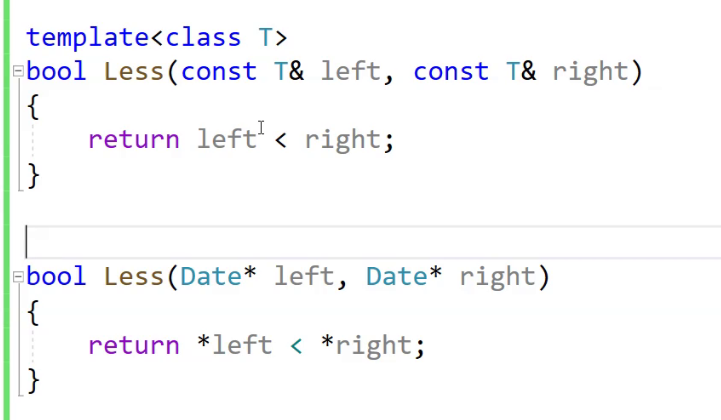 template<class T>
bool Less(const T& left, const T& right)
{
    return left < right;
}
bool Less(Date* left, Date* right)
{
    return *left < *right;
}